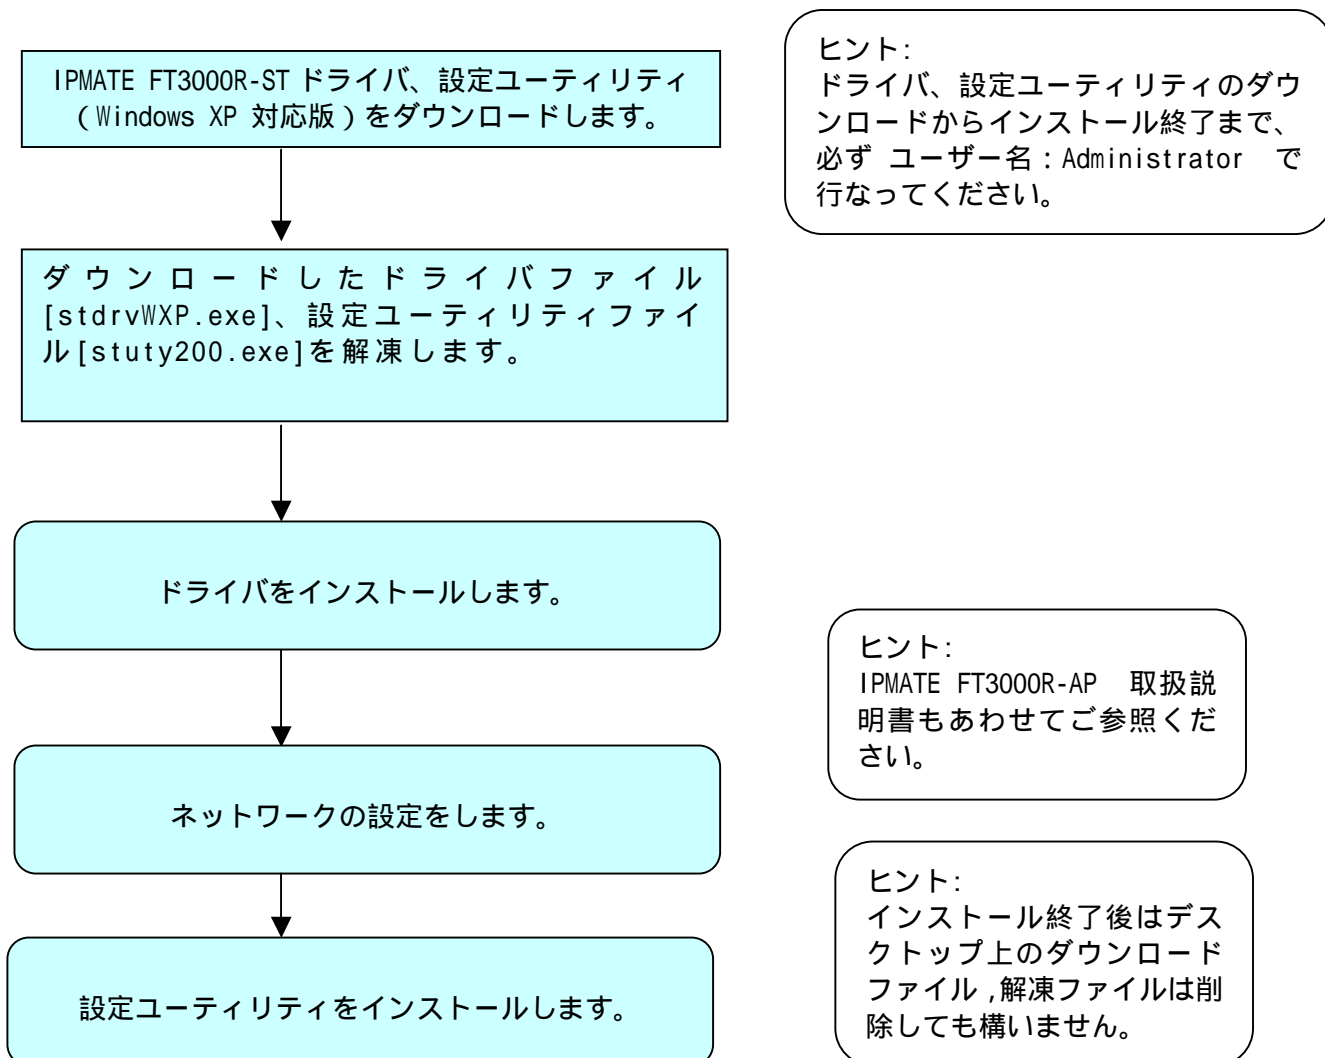 IPMATE FT3000R-ST ドライバ、設定ユーティリティ
（Windows XP 対応版）をダウンロードします。
ヒント:
ドライバ、設定ユーティリティのダウ
ンロードからインストール終了まで、
必ず ユーザー名：Administrator　で
行なってください。
ダウンロードしたドライバファイル
[stdrvWXP.exe]、設定ユーティリティファイ
ル[stuty200.exe]を解凍します。
ドライバをインストールします。
ヒント:
IPMATE FT3000R-AP　取扱説
明書もあわせてご参照くだ
さい。
ネットワークの設定をします。
ヒント:
インストール終了後はデス
クトップ上のダウンロード
ファイル,解凍ファイルは削
除しても構いません。
設定ユーティリティをインストールします。